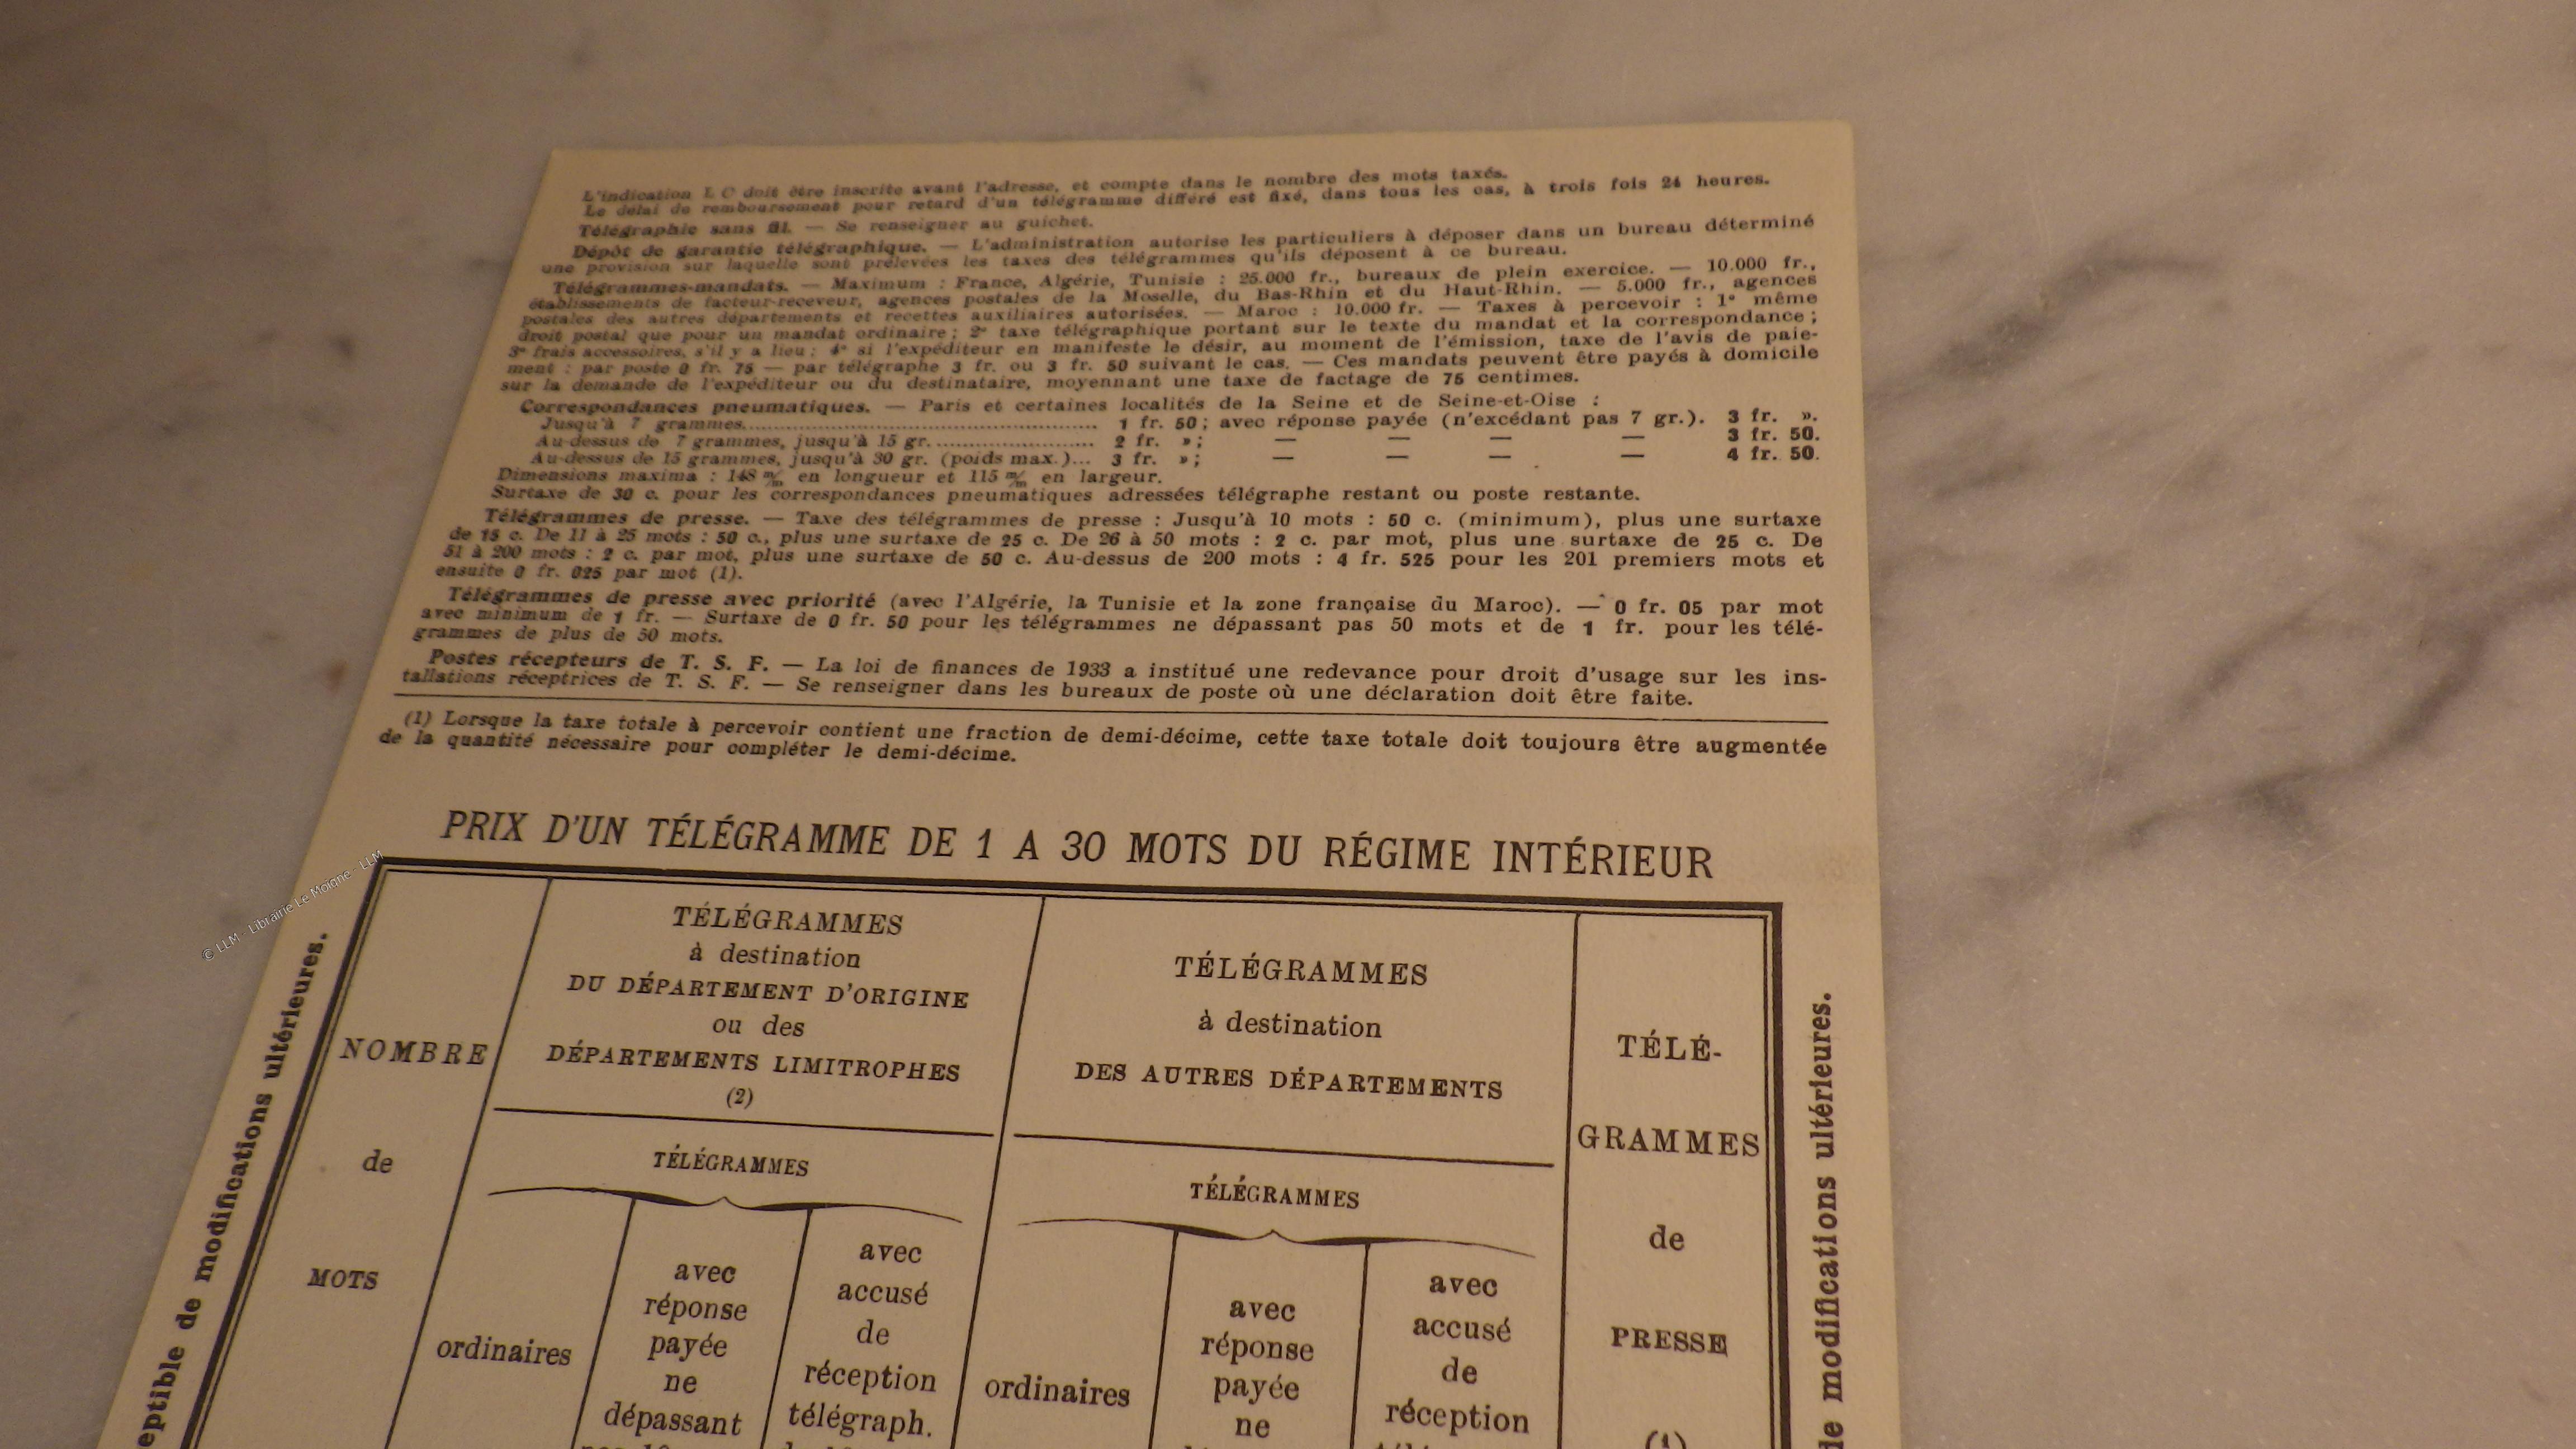 L'indication L C doit être inscrite avant l'adresse, et compte dans le nombre des mots taxés.
Le délai de remboursement pour retard d'un télégramme différé est fixé, dans tous les cas, à trois fois 24 heures.
Télégraphie sans fil. — Se renseigner au guichet.
Dépôt de garantie télégraphique. — L'administration autorise les particuliers à déposer dans un bureau déterminé
une provision sur laquelle sont prélevées les taxes des télégrammes qu'ils déposent à ce bureau.
Télégrammes-mandats. — Maximum : France, Algérie, Tunisie : 25.000 fr., bureaux de plein exercice. — 10.000 fr.,
établissements de facteur-receveur, agences postales de la Moselle, du Bas-Rhin et du Haut-Rhin. — 5.000 fr., agences
postales des autres départements et recettes auxiliaires autorisées. — Maroc : 10.000 fr. — Taxes à percevoir : 1° même
droit postal que pour un mandat ordinaire ; 2° taxe télégraphique portant sur le texte du mandat et la correspondance ;
3° frais accessoires, s'il y a lieu ; 4° si l'expéditeur en manifeste le désir, au moment de l'émission, taxe de l'avis de paie-
ment : par poste 0 fr. 75 — par télégraphe 3 fr. ou 3 fr. 50 suivant le cas. — Ces mandats peuvent être payés à domicile
sur la demande de l'expéditeur ou du destinataire, moyennant une taxe de factage de 75 centimes.
Correspondances pneumatiques. — Paris et certaines localités de la Seine et de Seine-et-Oise :
Jusqu'à 7 grammes.................................................. 1 fr. 50 ; avec réponse payée (n'excédant pas 7 gr.). 3 fr. ».
Au-dessus de 7 grammes, jusqu'à 15 gr........................ 2 fr. » ; — — — — 3 fr. 50.
Au-dessus de 15 grammes, jusqu'à 30 gr. (poids max.)... 3 fr. » ; — — — — 4 fr. 50.
Dimensions maxima : 148 m/m en longueur et 115 m/m en largeur.
Surtaxe de 30 c. pour les correspondances pneumatiques adressées télégraphe restant ou poste restante.
Télégrammes de presse. — Taxe des télégrammes de presse : Jusqu'à 10 mots : 50 c. (minimum), plus une surtaxe
de 15 c. De 11 à 25 mots : 50 c., plus une surtaxe de 25 c. De 26 à 50 mots : 2 c. par mot, plus une surtaxe de 25 c. De
51 à 200 mots : 2 c. par mot, plus une surtaxe de 50 c. Au-dessus de 200 mots : 4 fr. 525 pour les 201 premiers mots et
ensuite 0 fr. 025 par mot (1).
Télégrammes de presse avec priorité (avec l'Algérie, la Tunisie et la zone française du Maroc). — 0 fr. 05 par mot
avec minimum de 1 fr. — Surtaxe de 0 fr. 50 pour les télégrammes ne dépassant pas 50 mots et de 1 fr. pour les télé-
grammes de plus de 50 mots.
Postes récepteurs de T. S. F. — La loi de finances de 1933 a institué une redevance pour droit d'usage sur les ins-
tallations réceptrices de T. S. F. — Se renseigner dans les bureaux de poste où une déclaration doit être faite.
(1) Lorsque la taxe totale à percevoir contient une fraction de demi-décime, cette taxe totale doit toujours être augmentée
de la quantité nécessaire pour compléter le demi-décime.
PRIX D'UN TÉLÉGRAMME DE 1 A 30 MOTS DU RÉGIME INTÉRIEUR
© LLM - Librairie Le Moigne - LLM
eptible de modifications ultérieures.
NOMBRE
de
MOTS
TÉLÉGRAMMES
à destination
DU DÉPARTEMENT D'ORIGINE
ou des
DÉPARTEMENTS LIMITROPHES
(2)
TÉLÉGRAMMES
ordinaires
avec
réponse
payée
ne
dépassant
avec
accusé
de
réception
télégraph.
TÉLÉGRAMMES
à destination
DES AUTRES DÉPARTEMENTS
TÉLÉGRAMMES
ordinaires
avec
réponse
payée
ne
avec
accusé
de
réception
TÉLÉ-
GRAMMES
de
PRESSE
(1)
de modifications ultérieures.